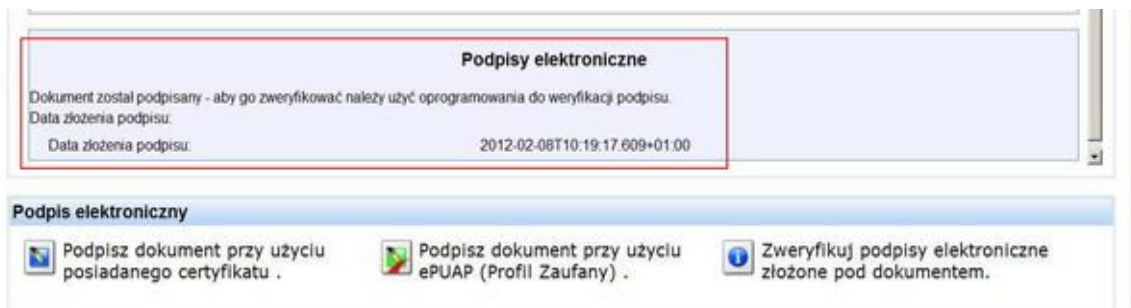 Podpisy elektroniczne
Dokument został podpisany - aby go zweryfikować należy użyć oprogramowania do weryfikacji podpisu.
Data złożenia podpisu:
Data złożenia podpisu: 2012-02-08T10:19:17.609+01:00
Podpis elektroniczny
Podpisz dokument przy użyciu
posiadanego certyfikatu .
Podpisz dokument przy użyciu
ePUAP (Profil Zaufany) .
Zweryfikuj podpisy elektroniczne
złożone pod dokumentem.